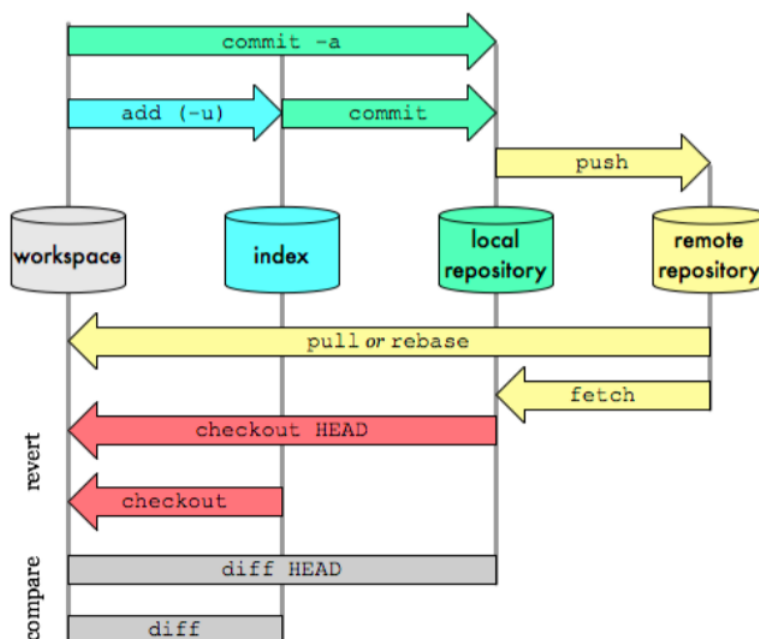 commit -a
add (-u)
commit
push
workspace
index
local
repository
remote
repository
pull or rebase
fetch
revert
checkout HEAD
checkout
compare
diff HEAD
diff